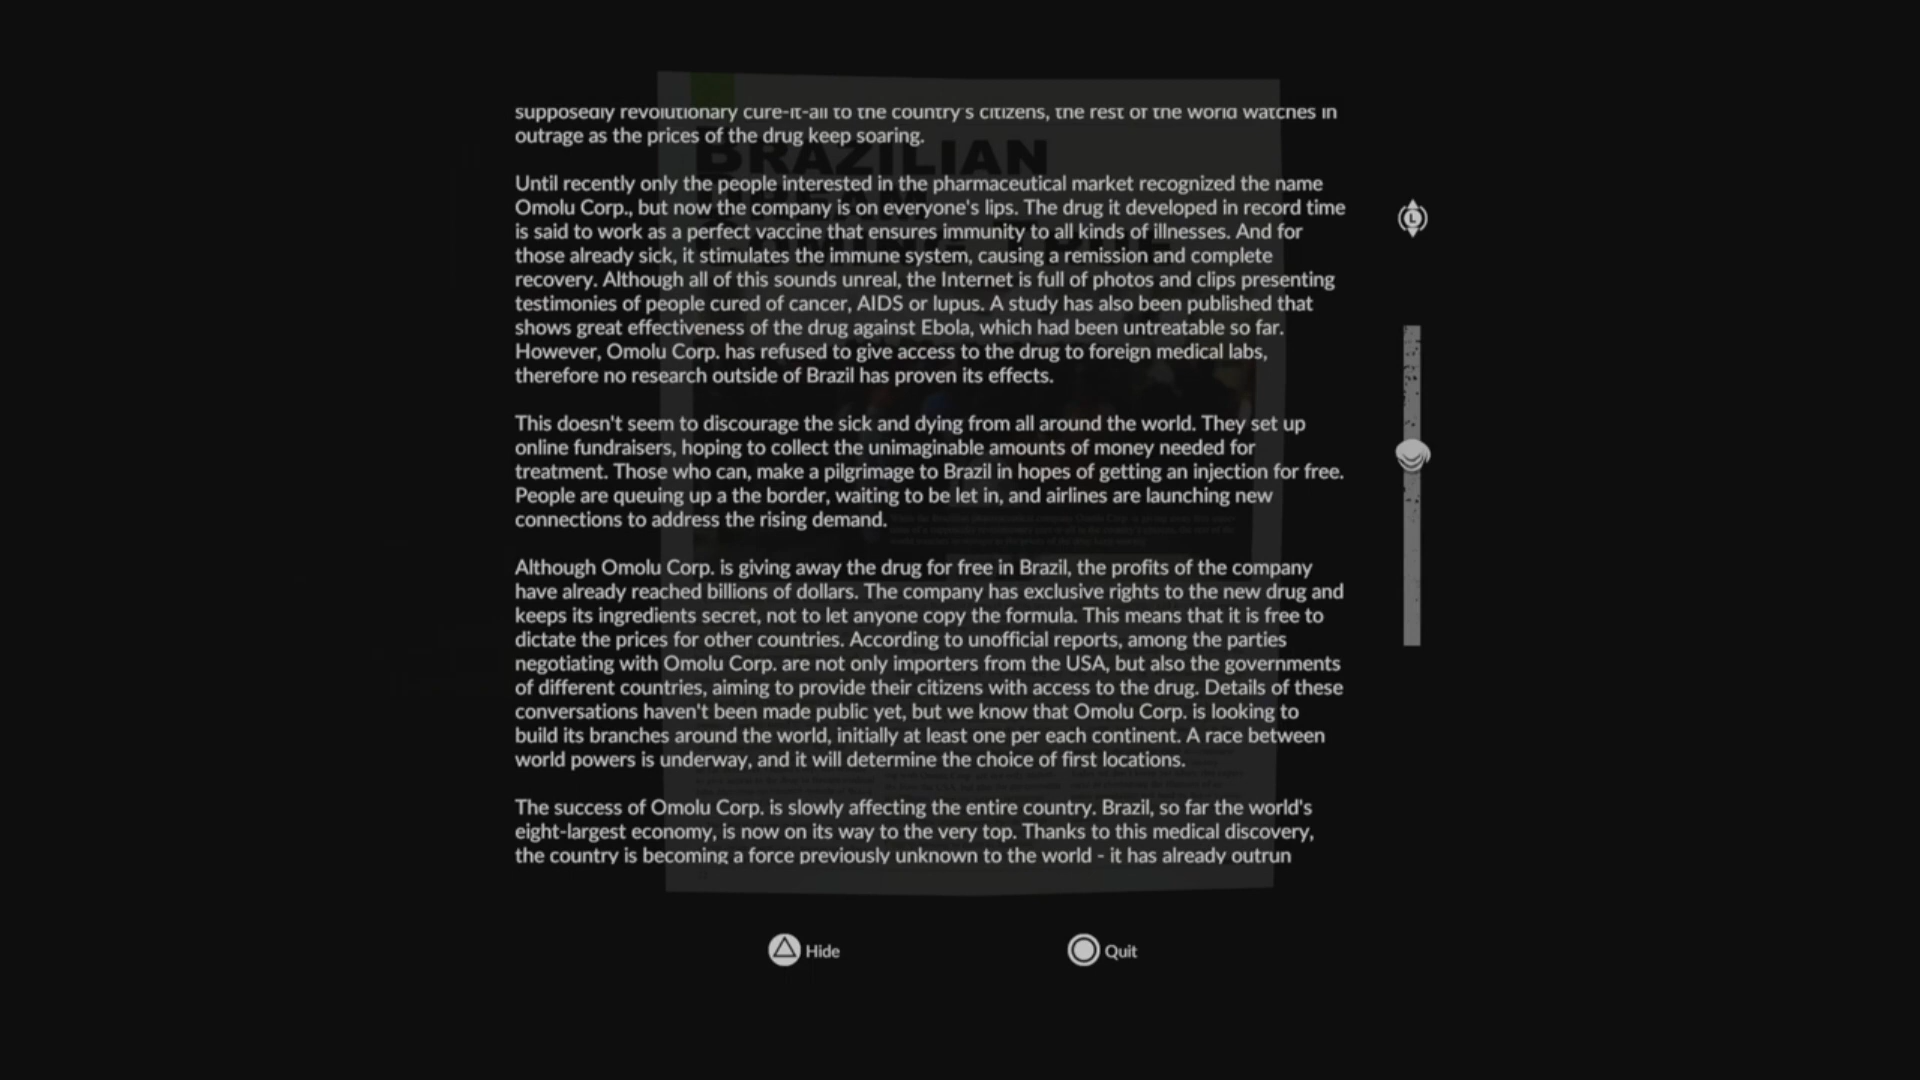 supposedly revolutionary cure-it-all to the country's citizens, the rest of the world watches in
outrage as the prices of the drug keep soaring.
Until recently only the people interested in the pharmaceutical market recognized the name
Omolu Corp., but now the company is on everyone's lips. The drug it developed in record time
is said to work as a perfect vaccine that ensures immunity to all kinds of illnesses. And for
those already sick, it stimulates the immune system, causing a remission and complete
recovery. Although all of this sounds unreal, the Internet is full of photos and clips presenting
testimonies of people cured of cancer, AIDS or lupus. A study has also been published that
shows great effectiveness of the drug against Ebola, which had been untreatable so far.
However, Omolu Corp. has refused to give access to the drug to foreign medical labs,
therefore no research outside of Brazil has proven its effects.
This doesn't seem to discourage the sick and dying from all around the world. They set up
online fundraisers, hoping to collect the unimaginable amounts of money needed for
treatment. Those who can, make a pilgrimage to Brazil in hopes of getting an injection for free.
People are queuing up a the border, waiting to be let in, and airlines are launching new
connections to address the rising demand.
Although Omolu Corp. is giving away the drug for free in Brazil, the profits of the company
have already reached billions of dollars. The company has exclusive rights to the new drug and
keeps its ingredients secret, not to let anyone copy the formula. This means that it is free to
dictate the prices for other countries. According to unofficial reports, among the parties
negotiating with Omolu Corp. are not only importers from the USA, but also the governments
of different countries, aiming to provide their citizens with access to the drug. Details of these
conversations haven't been made public yet, but we know that Omolu Corp. is looking to
build its branches around the world, initially at least one per each continent. A race between
world powers is underway, and it will determine the choice of first locations.
The success of Omolu Corp. is slowly affecting the entire country. Brazil, so far the world's
eight-largest economy, is now on its way to the very top. Thanks to this medical discovery,
the country is becoming a force previously unknown to the world - it has already outrun
BRAZILIAN
L
Hide
Quit